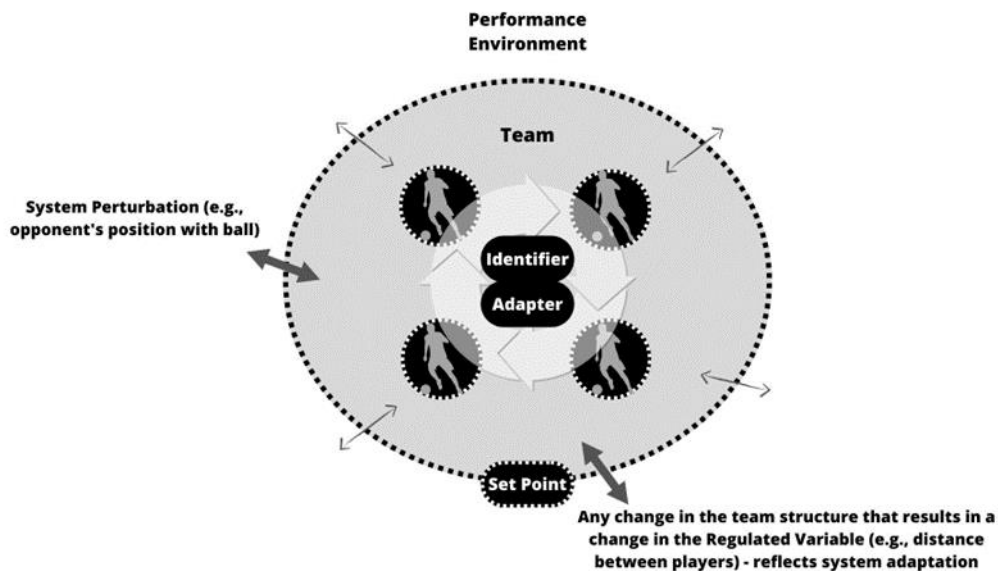 Performance
Environment
Team
System Perturbation (e.g.,
opponent's position with ball)
Identifier
Adapter
Set Point
Any change in the team structure that results in a
change in the Regulated Variable (e.g., distance
between players) - reflects system adaptation